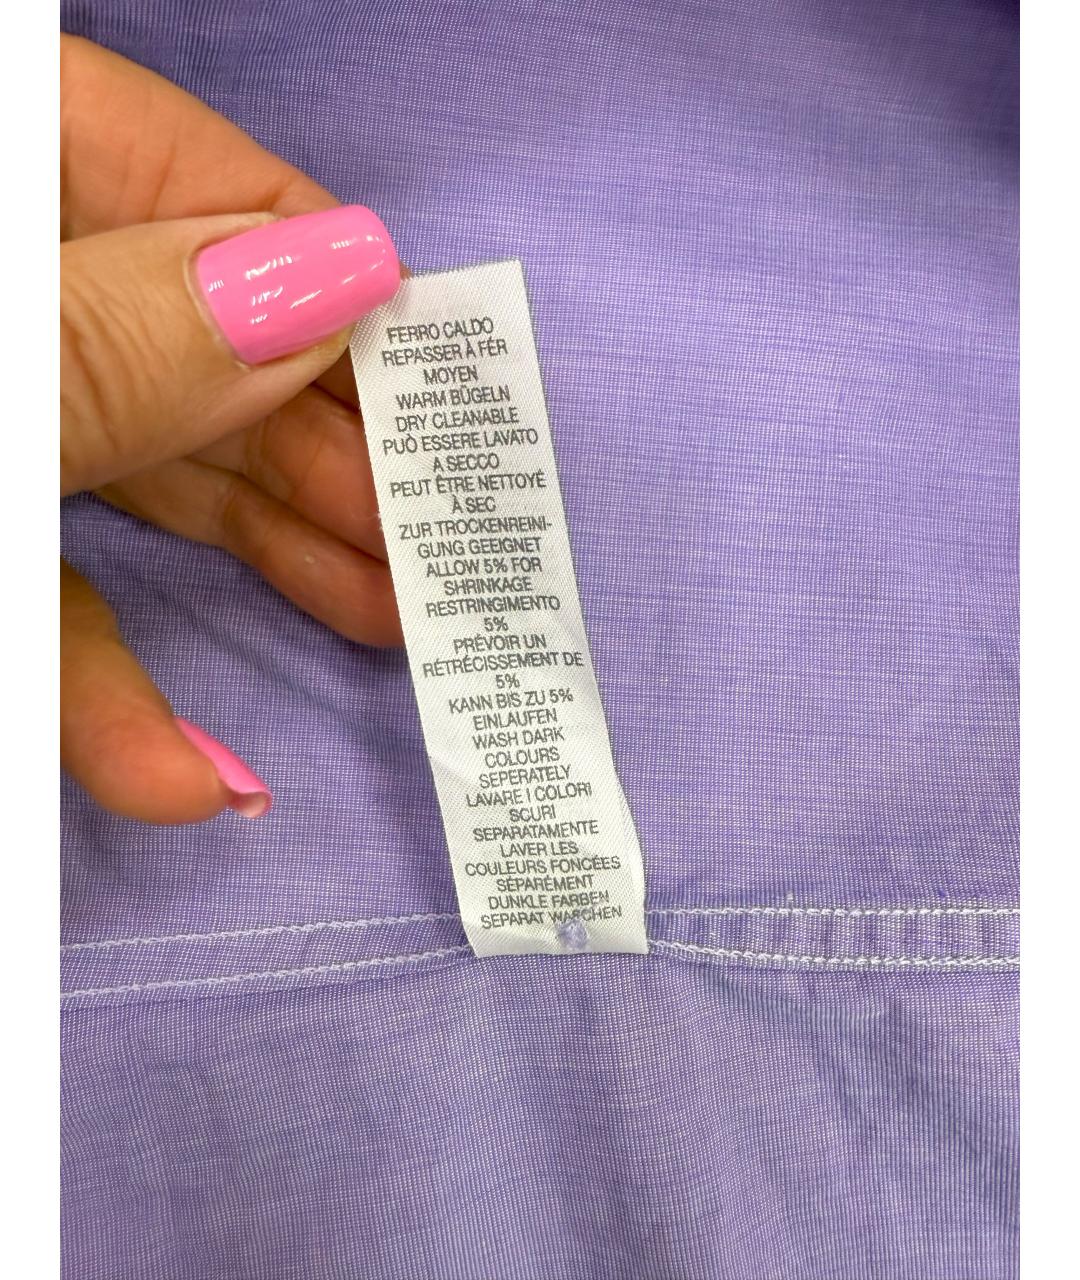 FERRO CALDO
REPASSER À FÉR
MOYEN
WARM BÜGELN
DRY CLEANABLE
PUÒ ESSERE LAVATO
A SECCO
PEUT ÊTRE NETTOYÉ
À SEC
ZUR TROCKENREINI-
GUNG GEEIGNET
ALLOW 5% FOR
SHRINKAGE
RESTRINGIMENTO
5%
PRÉVOIR UN
RÉTRÉCISSEMENT DE
5%
KANN BIS ZU 5%
EINLAUFEN
WASH DARK
COLOURS
SEPERATELY
LAVARE I COLORI
SCURI
SEPARATAMENTE
LAVER LES
COULEURS FONCÉES
SÉPARÉMENT
DUNKLE FARBEN
SEPARAT WASCHEN